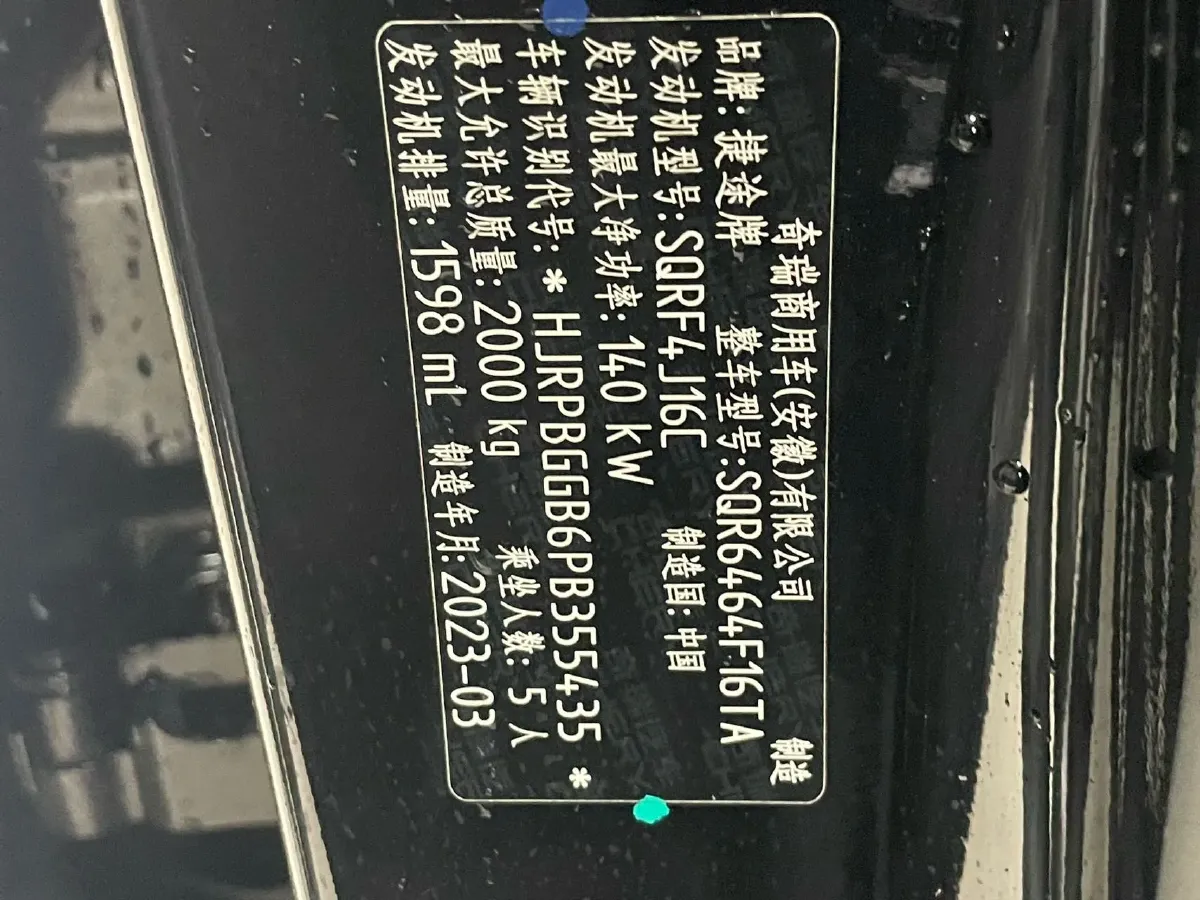 奇瑞商用车(安徽)有限公司 制造
品牌: 捷途牌 整车型号:SQR6464F16TA
发动机型号:SQRF4J16C 制造国: 中国
发动机最大净功率: 140 kW
车辆识别代号: *HJRPBGGB6PB355435*
最大允许总质量: 2000 kg 乘坐人数: 5 人
发动机排量: 1598 mL 制造年月: 2023-03